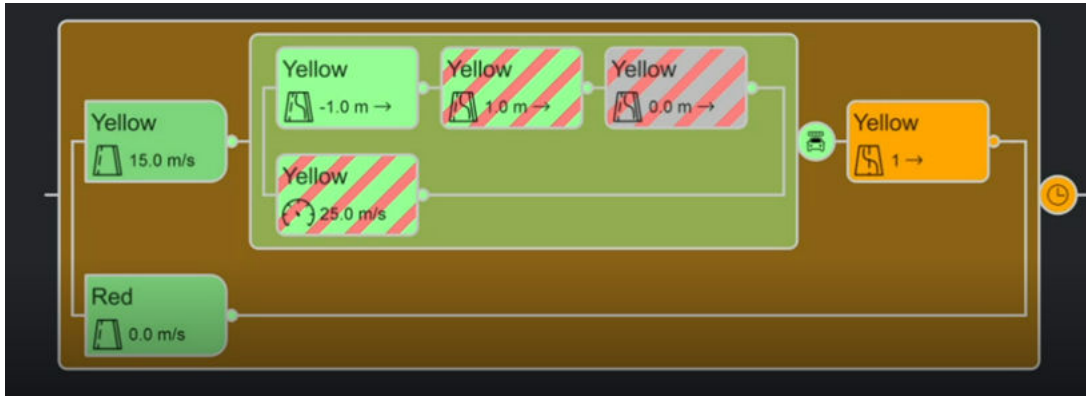 Yellow
-1.0 m →
Yellow
1.0 m →
Yellow
0.0 m →
Yellow
15.0 m/s
Yellow
1 →
Yellow
25.0 m/s
Red
0.0 m/s